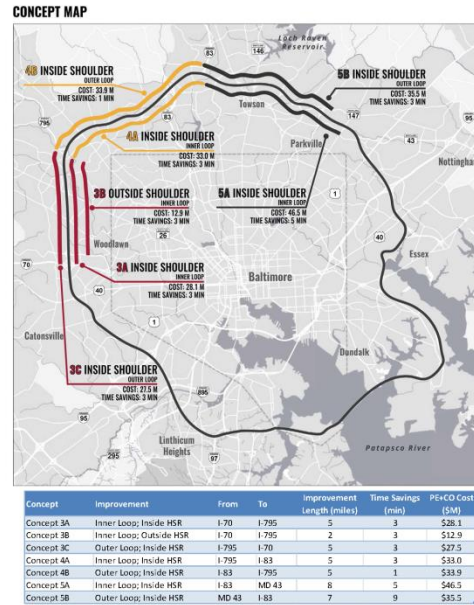 CONCEPT MAP
Loch Raven
Reservoir
83
146
4B INSIDE SHOULDER
OUTER LOOP
COST: 33.9 M
TIME SAVINGS: 1 MIN
5B INSIDE SHOULDER
OUTER LOOP
COST: 35.5 M
TIME SAVINGS: 3 MIN
Towson
795
83
147
95
4A INSIDE SHOULDER
INNER LOOP
COST: 33.0 M
TIME SAVINGS: 3 MIN
Parkville
43
Nottingha
3B OUTSIDE SHOULDER
INNER LOOP
COST: 12.9 M
TIME SAVINGS: 3 MIN
5A INSIDE SHOULDER
INNER LOOP
COST: 46.5 M
TIME SAVINGS: 5 MIN
1
26
Woodlawn
40
Essex
70
3A INSIDE SHOULDER
INNER LOOP
COST: 28.1 M
TIME SAVINGS: 3 MIN
Baltimore
40
1
Catonsville
Dundalk
3C INSIDE SHOULDER
OUTER LOOP
COST: 27.5 M
TIME SAVINGS: 3 MIN
895
95
Linthicum
Heights
Patapsco River
295
97
Concept Improvement From To Improvement Length (miles) Time Savings (min) PE+CO Cost ($M)
Concept 3A Inner Loop; Inside HSR I-70 I-795 5 3 $28.1
Concept 3B Inner Loop; Outside HSR I-70 I-795 2 3 $12.9
Concept 3C Outer Loop; Inside HSR I-795 I-70 5 3 $27.5
Concept 4A Inner Loop; Inside HSR I-795 I-83 5 3 $33.0
Concept 4B Outer Loop; Inside HSR I-83 I-795 5 1 $33.9
Concept 5A Inner Loop; Inside HSR I-83 MD 43 8 5 $46.5
Concept 5B Outer Loop; Inside HSR MD 43 I-83 7 9 $35.5